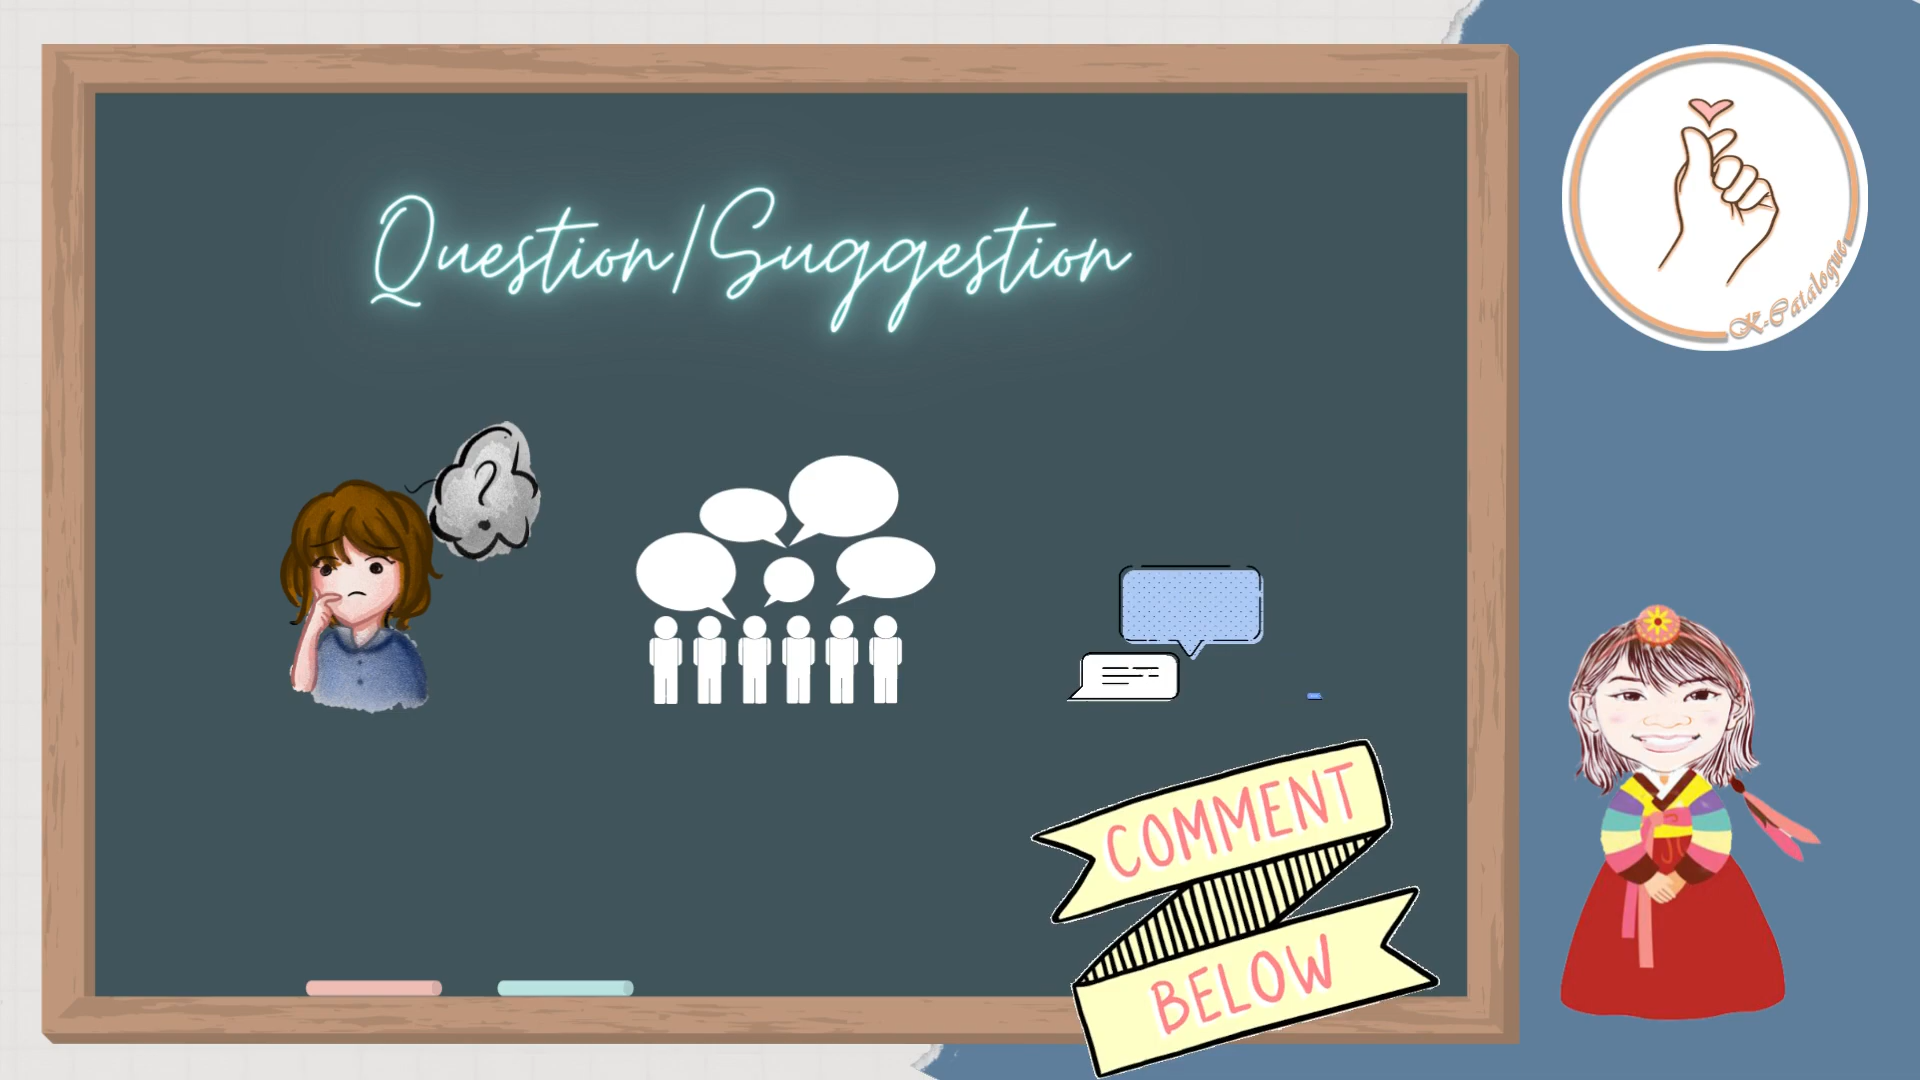 Question/Suggestion
K-Catalogue
?
COMMENT
BELOW